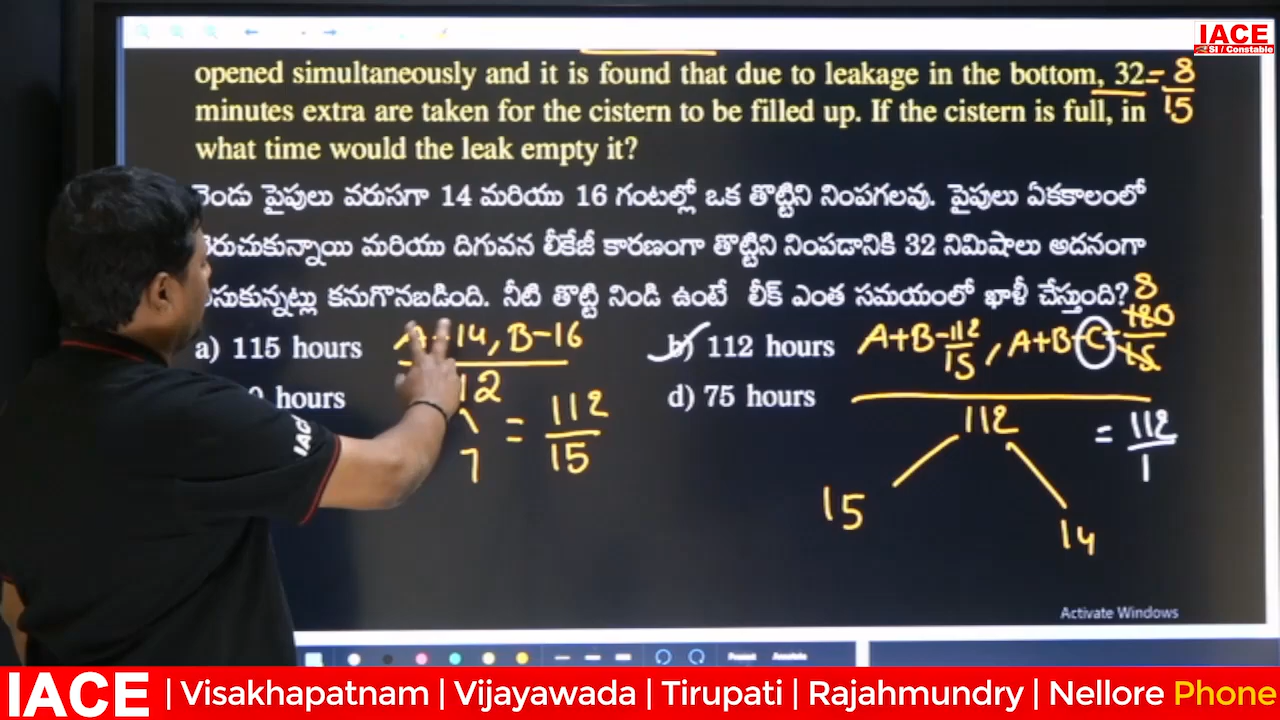 IACE
SI / Constable
opened simultaneously and it is found that due to leakage in the bottom, 32 = 8/15
minutes extra are taken for the cistern to be filled up. If the cistern is full, in
what time would the leak empty it?
రెండు పైపులు వరుసగా 14 మరియు 16 గంటల్లో ఒక తొట్టిని నింపగలవు. పైపులు ఏకకాలంలో
మరియు దిగువన లీకేజీ కారణంగా తొట్టిని నింపడానికి 32 నిమిషాలు అదనంగా
కనుగొనబడింది. నీటి తొట్టి నిండి ఉంటే లీక్ ఎంత సమయంలో ఖాళీ చేస్తుంది?
a) 115 hours
A-14, B-16
b) 112 hours
A+B-112/15, A+B-C-120/15 8
hours
12
7
= 112/15
d) 75 hours
112
= 112/1
15
14
IAC
Activate Windows
IACE | Visakhapatnam | Vijayawada | Tirupati | Rajahmundry | Nellore Phone